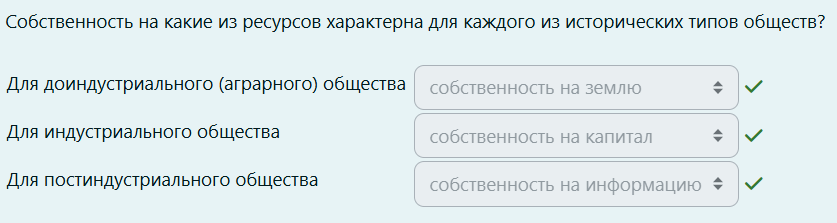 Собственность на какие из ресурсов характерна для каждого из исторических типов обществ?
Для доиндустриального (аграрного) общества собственность на землю
Для индустриального общества собственность на капитал
Для постиндустриального общества собственность на информацию